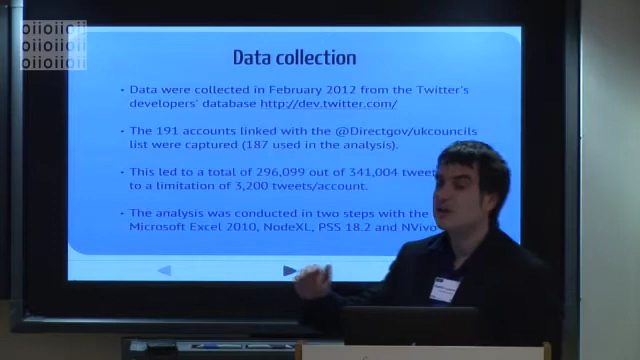 oiioiioii
oiioiioii
oiioiioii
Data collection
• Data were collected in February 2012 from the Twitter's
developers' database http://dev.twitter.com/
• The 191 accounts linked with the @Directgov/ukcouncils
list were captured (187 used in the analysis).
• This led to a total of 296,099 out of 341,004 tweet
to a limitation of 3,200 tweets/account.
• The analysis was conducted in two steps with the
Microsoft Excel 2010, NodeXL, PSS 18.2 and NVivo